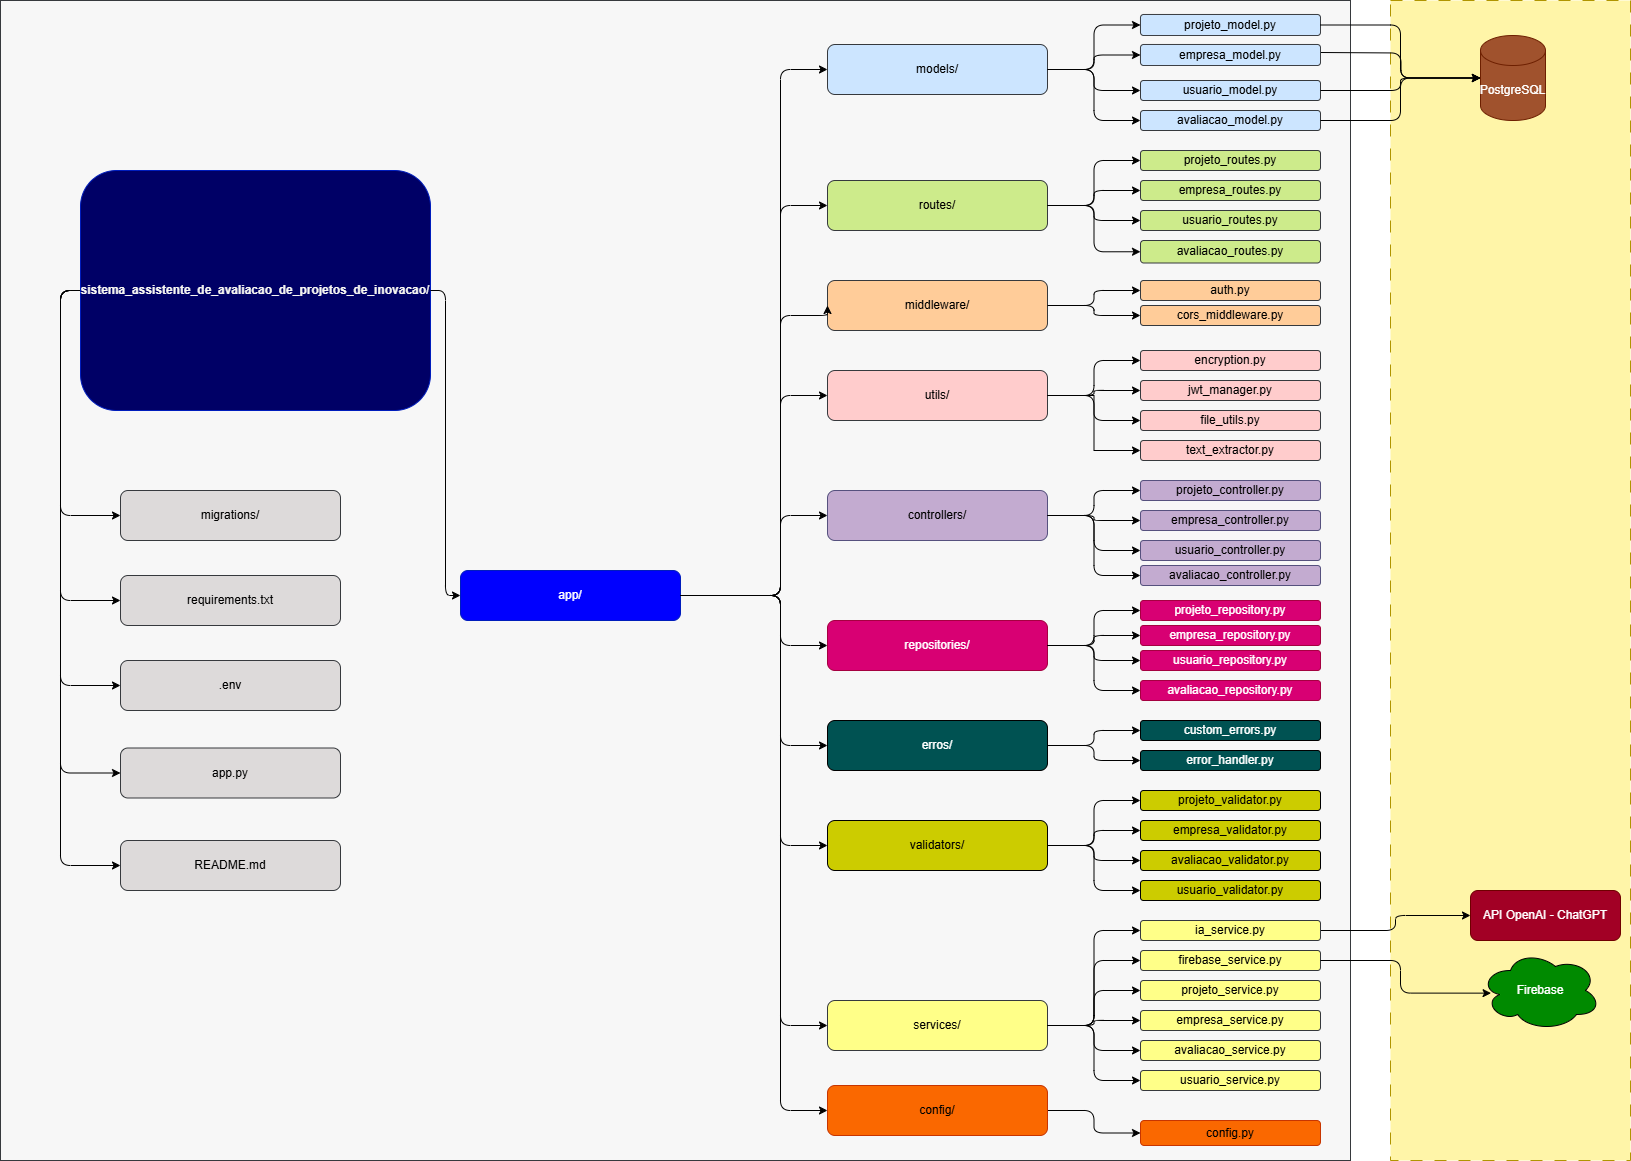 sistema_assistente_de_avaliacao_de_projetos_de_inovacao/
migrations/
requirements.txt
.env
app.py
README.md
app/
models/
projeto_model.py
empresa_model.py
usuario_model.py
avaliacao_model.py
routes/
projeto_routes.py
empresa_routes.py
usuario_routes.py
avaliacao_routes.py
middleware/
auth.py
cors_middleware.py
utils/
encryption.py
jwt_manager.py
file_utils.py
text_extractor.py
controllers/
projeto_controller.py
empresa_controller.py
usuario_controller.py
avaliacao_controller.py
repositories/
projeto_repository.py
empresa_repository.py
usuario_repository.py
avaliacao_repository.py
erros/
custom_errors.py
error_handler.py
validators/
projeto_validator.py
empresa_validator.py
avaliacao_validator.py
usuario_validator.py
services/
ia_service.py
firebase_service.py
projeto_service.py
empresa_service.py
avaliacao_service.py
usuario_service.py
config/
config.py
PostgreSQL
API OpenAI - ChatGPT
Firebase